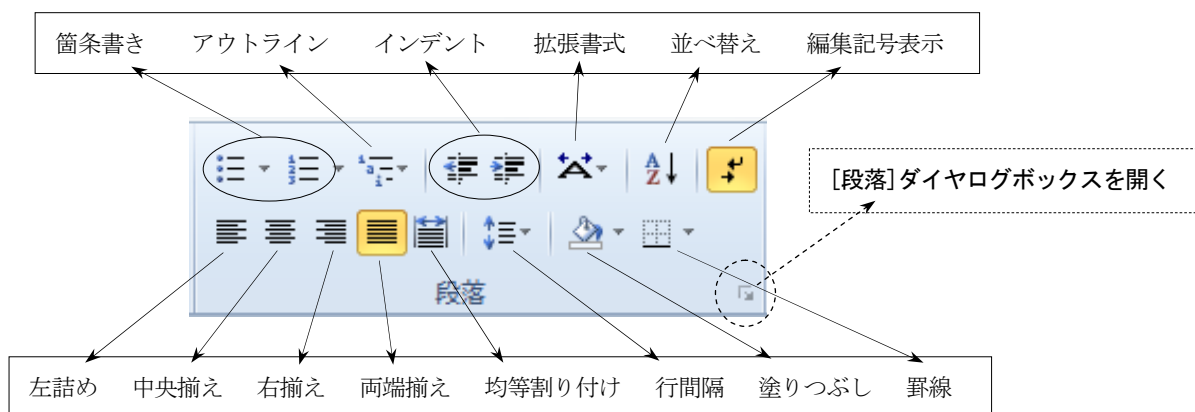 箇条書き アウトライン インデント 拡張書式 並べ替え 編集記号表示
[段落]ダイヤログボックスを開く
段落
左詰め 中央揃え 右揃え 両端揃え 均等割り付け 行間隔 塗りつぶし 罫線